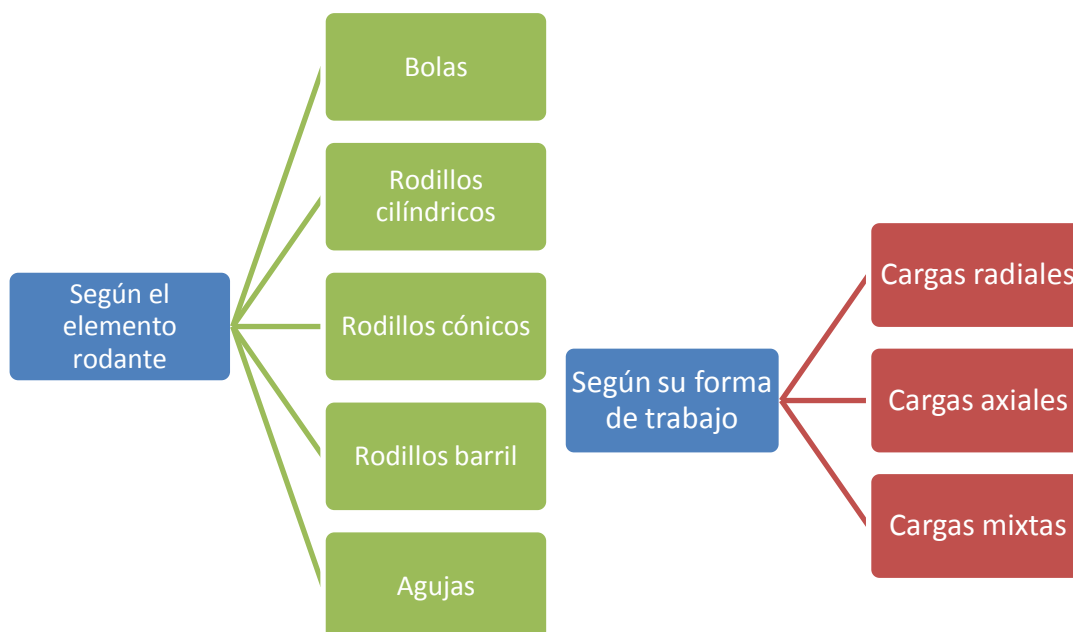 Según el
elemento
rodante
Bolas
Rodillos
cilíndricos
Rodillos cónicos
Rodillos barril
Agujas
Según su forma
de trabajo
Cargas radiales
Cargas axiales
Cargas mixtas